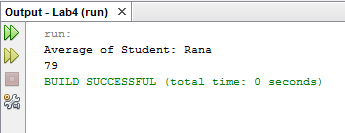 Output - Lab4 (run)
run:
Average of Student: Rana
79
BUILD SUCCESSFUL (total time: 0 seconds)